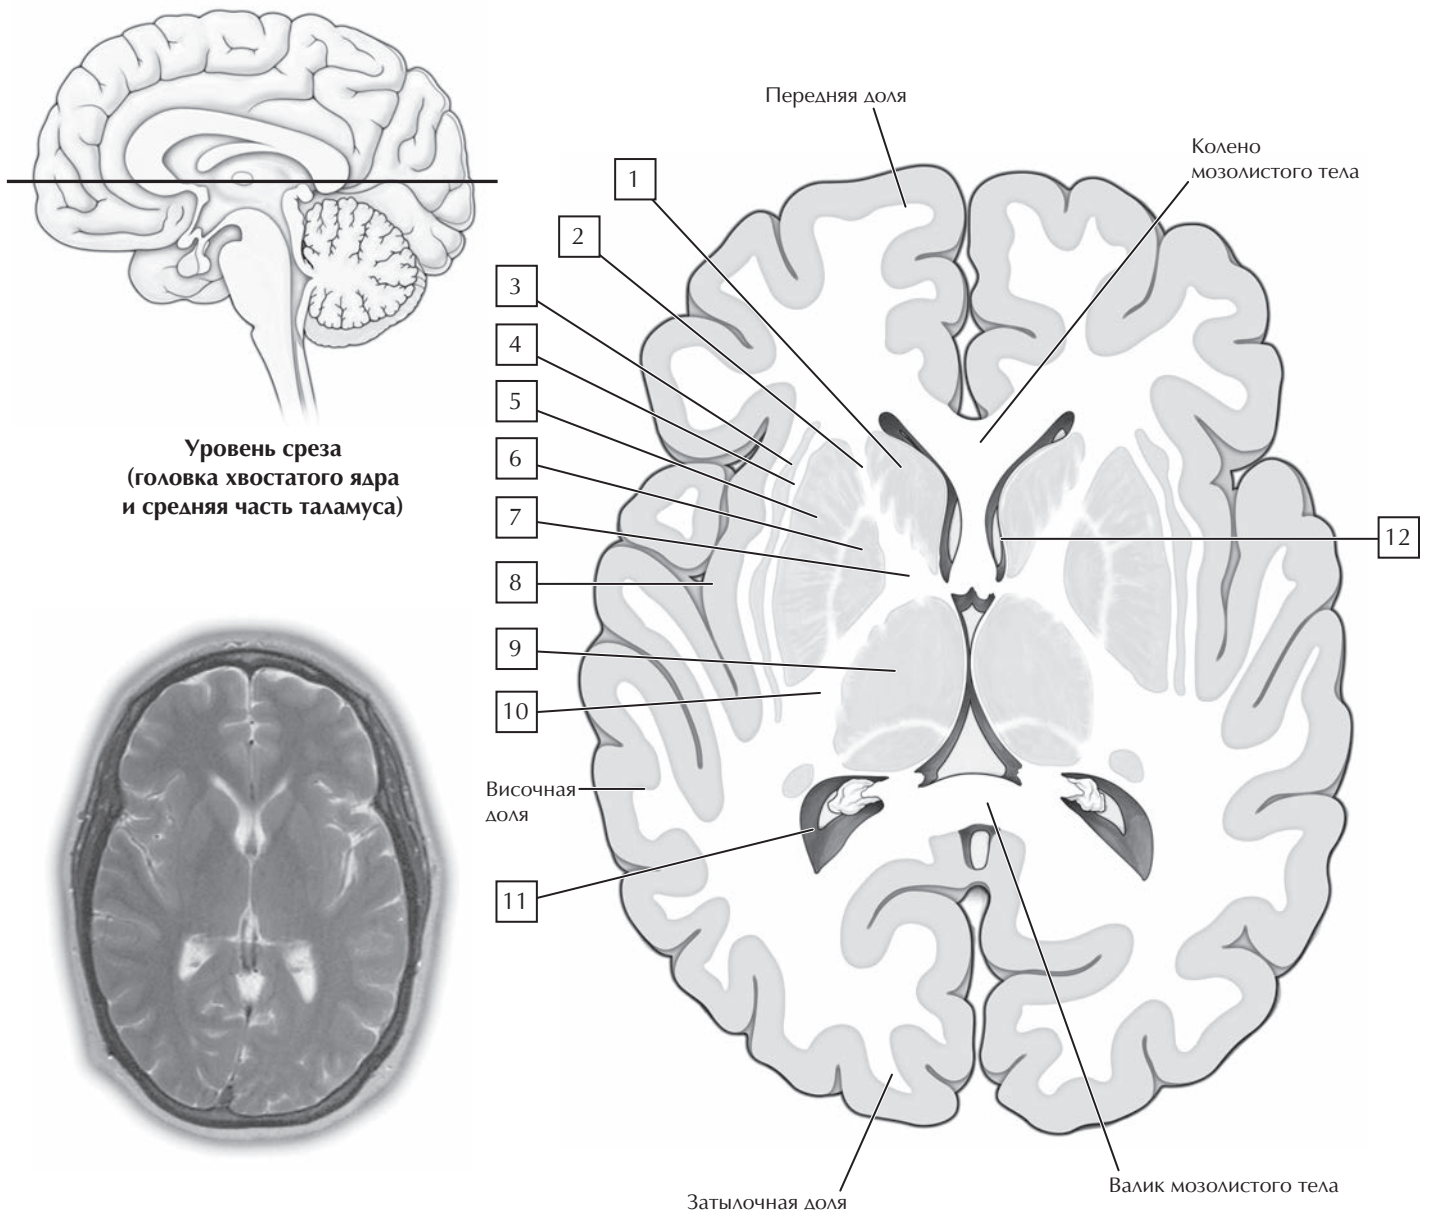 Передняя доля
Колено
мозолистого тела
1
2
3
4
5
6
7
8
9
10
11
12
Уровень среза
(головка хвостатого ядра
и средняя часть таламуса)
Височная
доля
Затылочная доля
Валик мозолистого тела